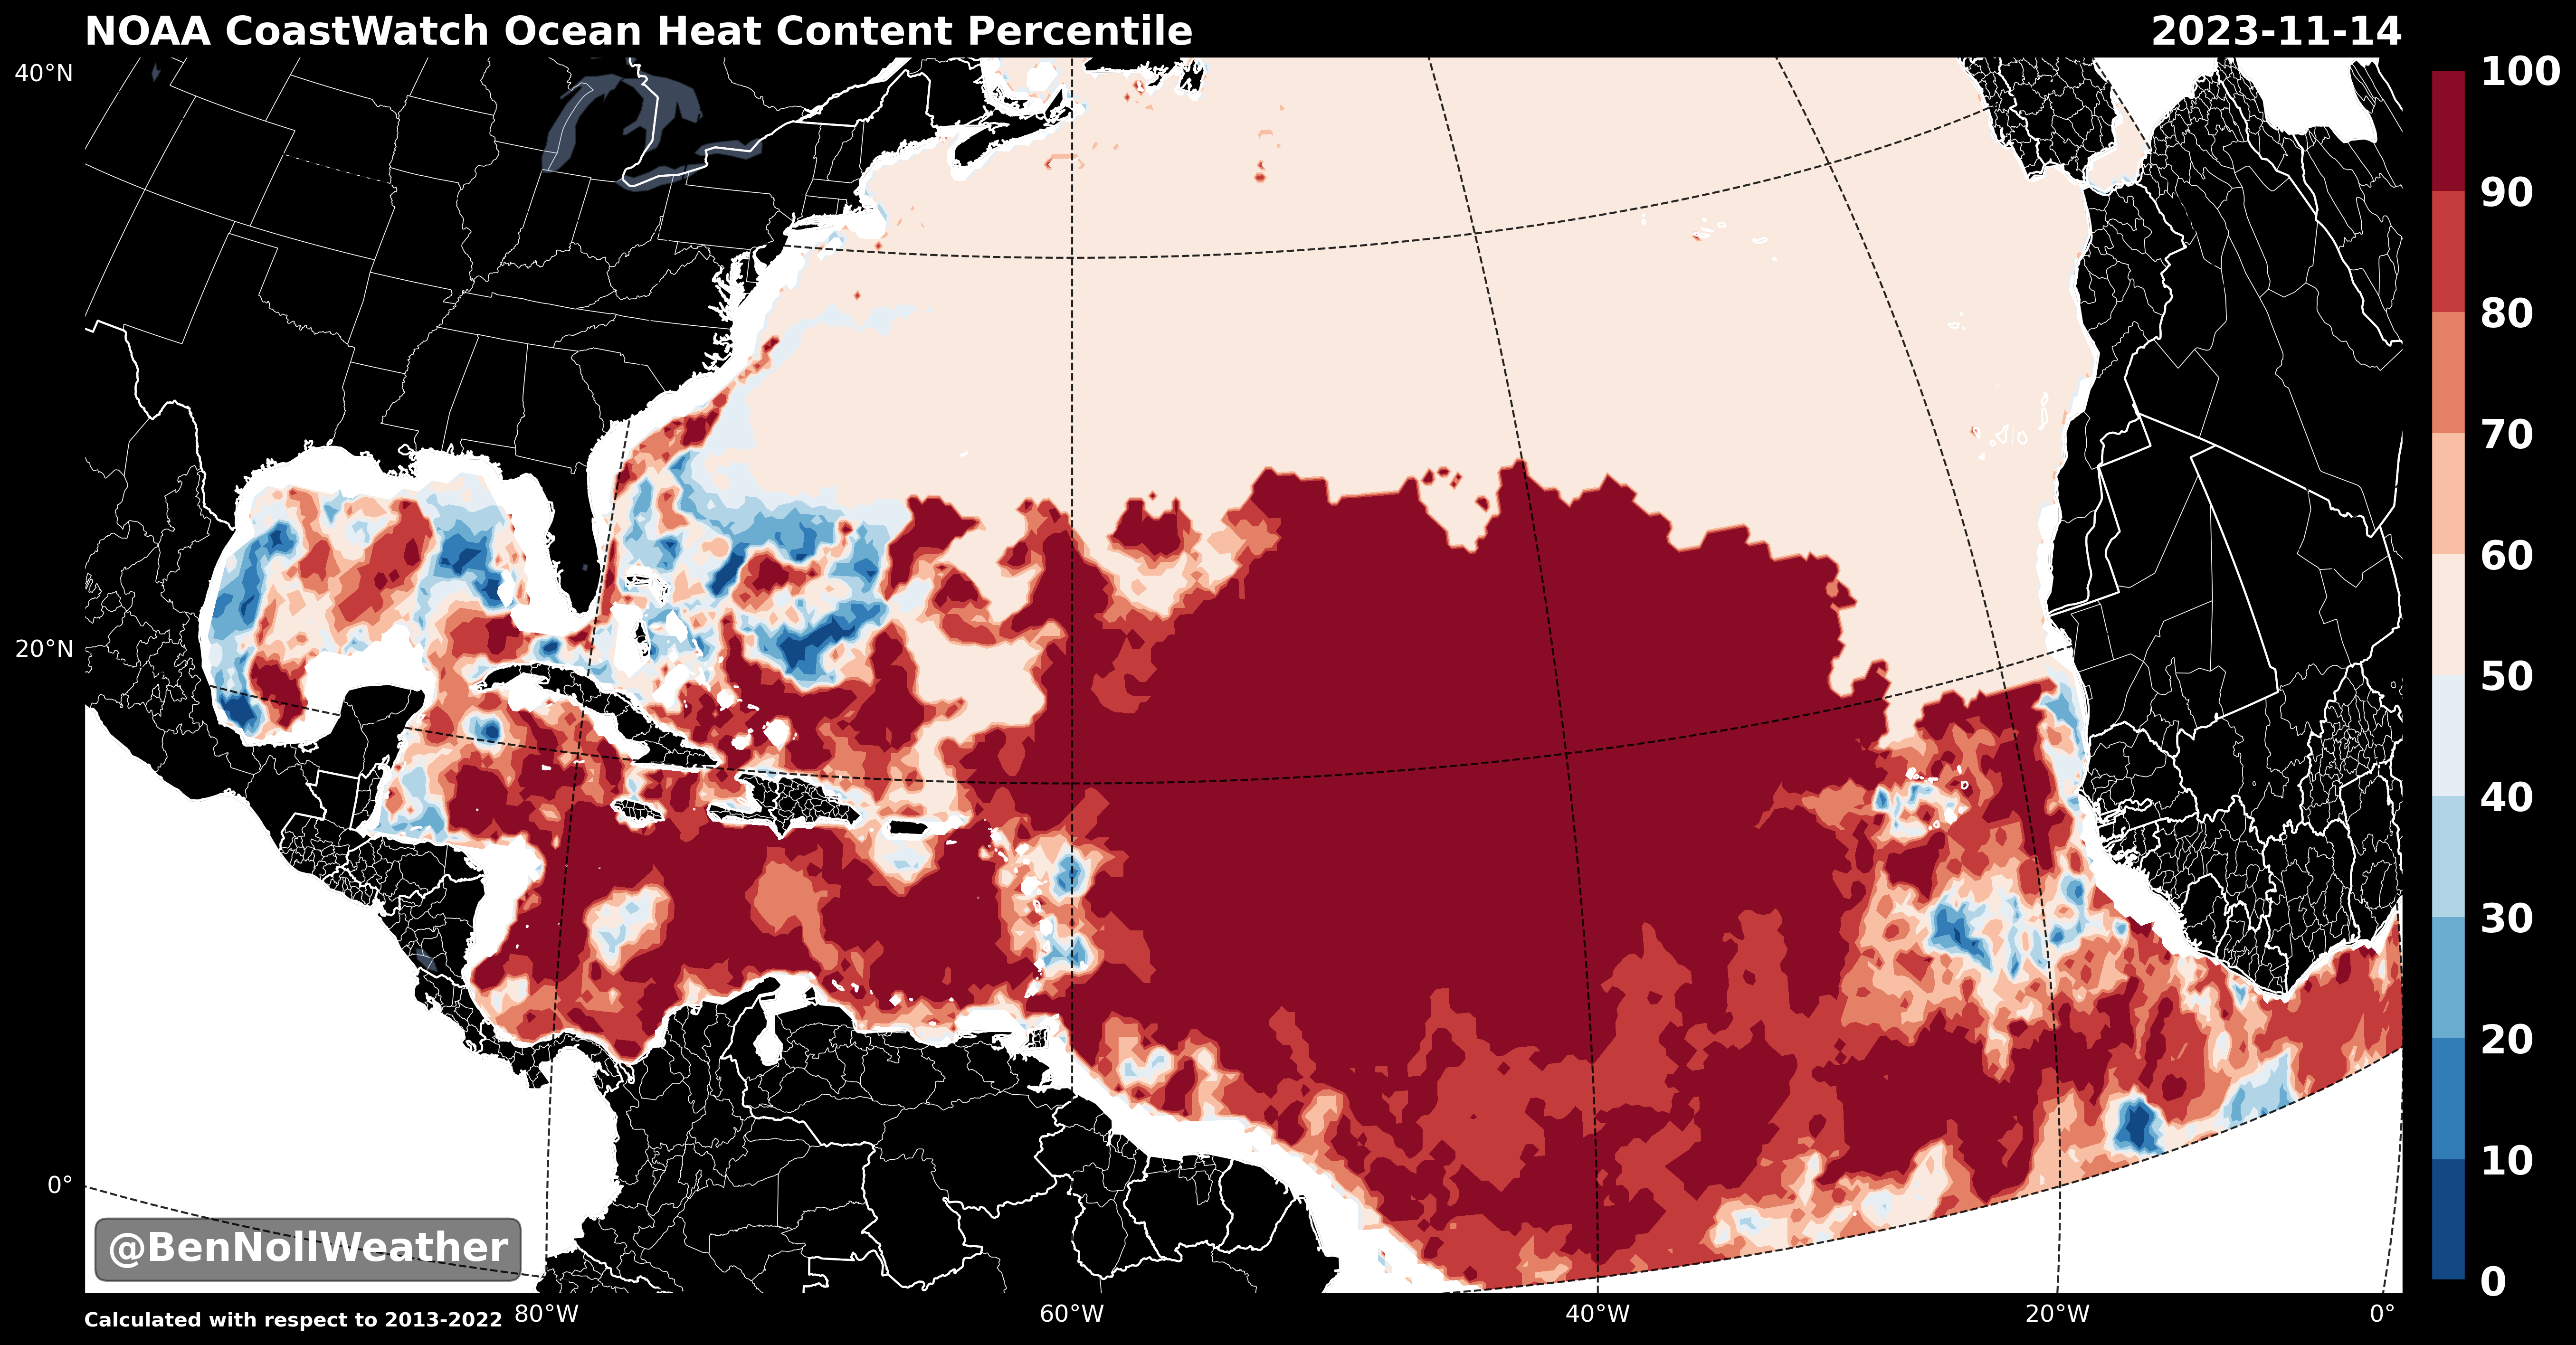 NOAA CoastWatch Ocean Heat Content Percentile 2023-11-14
40°N
20°N
0°
100
90
80
70
60
50
40
30
20
10
0
@BenNollWeather
Calculated with respect to 2013-2022
80°W 60°W 40°W 20°W 0°